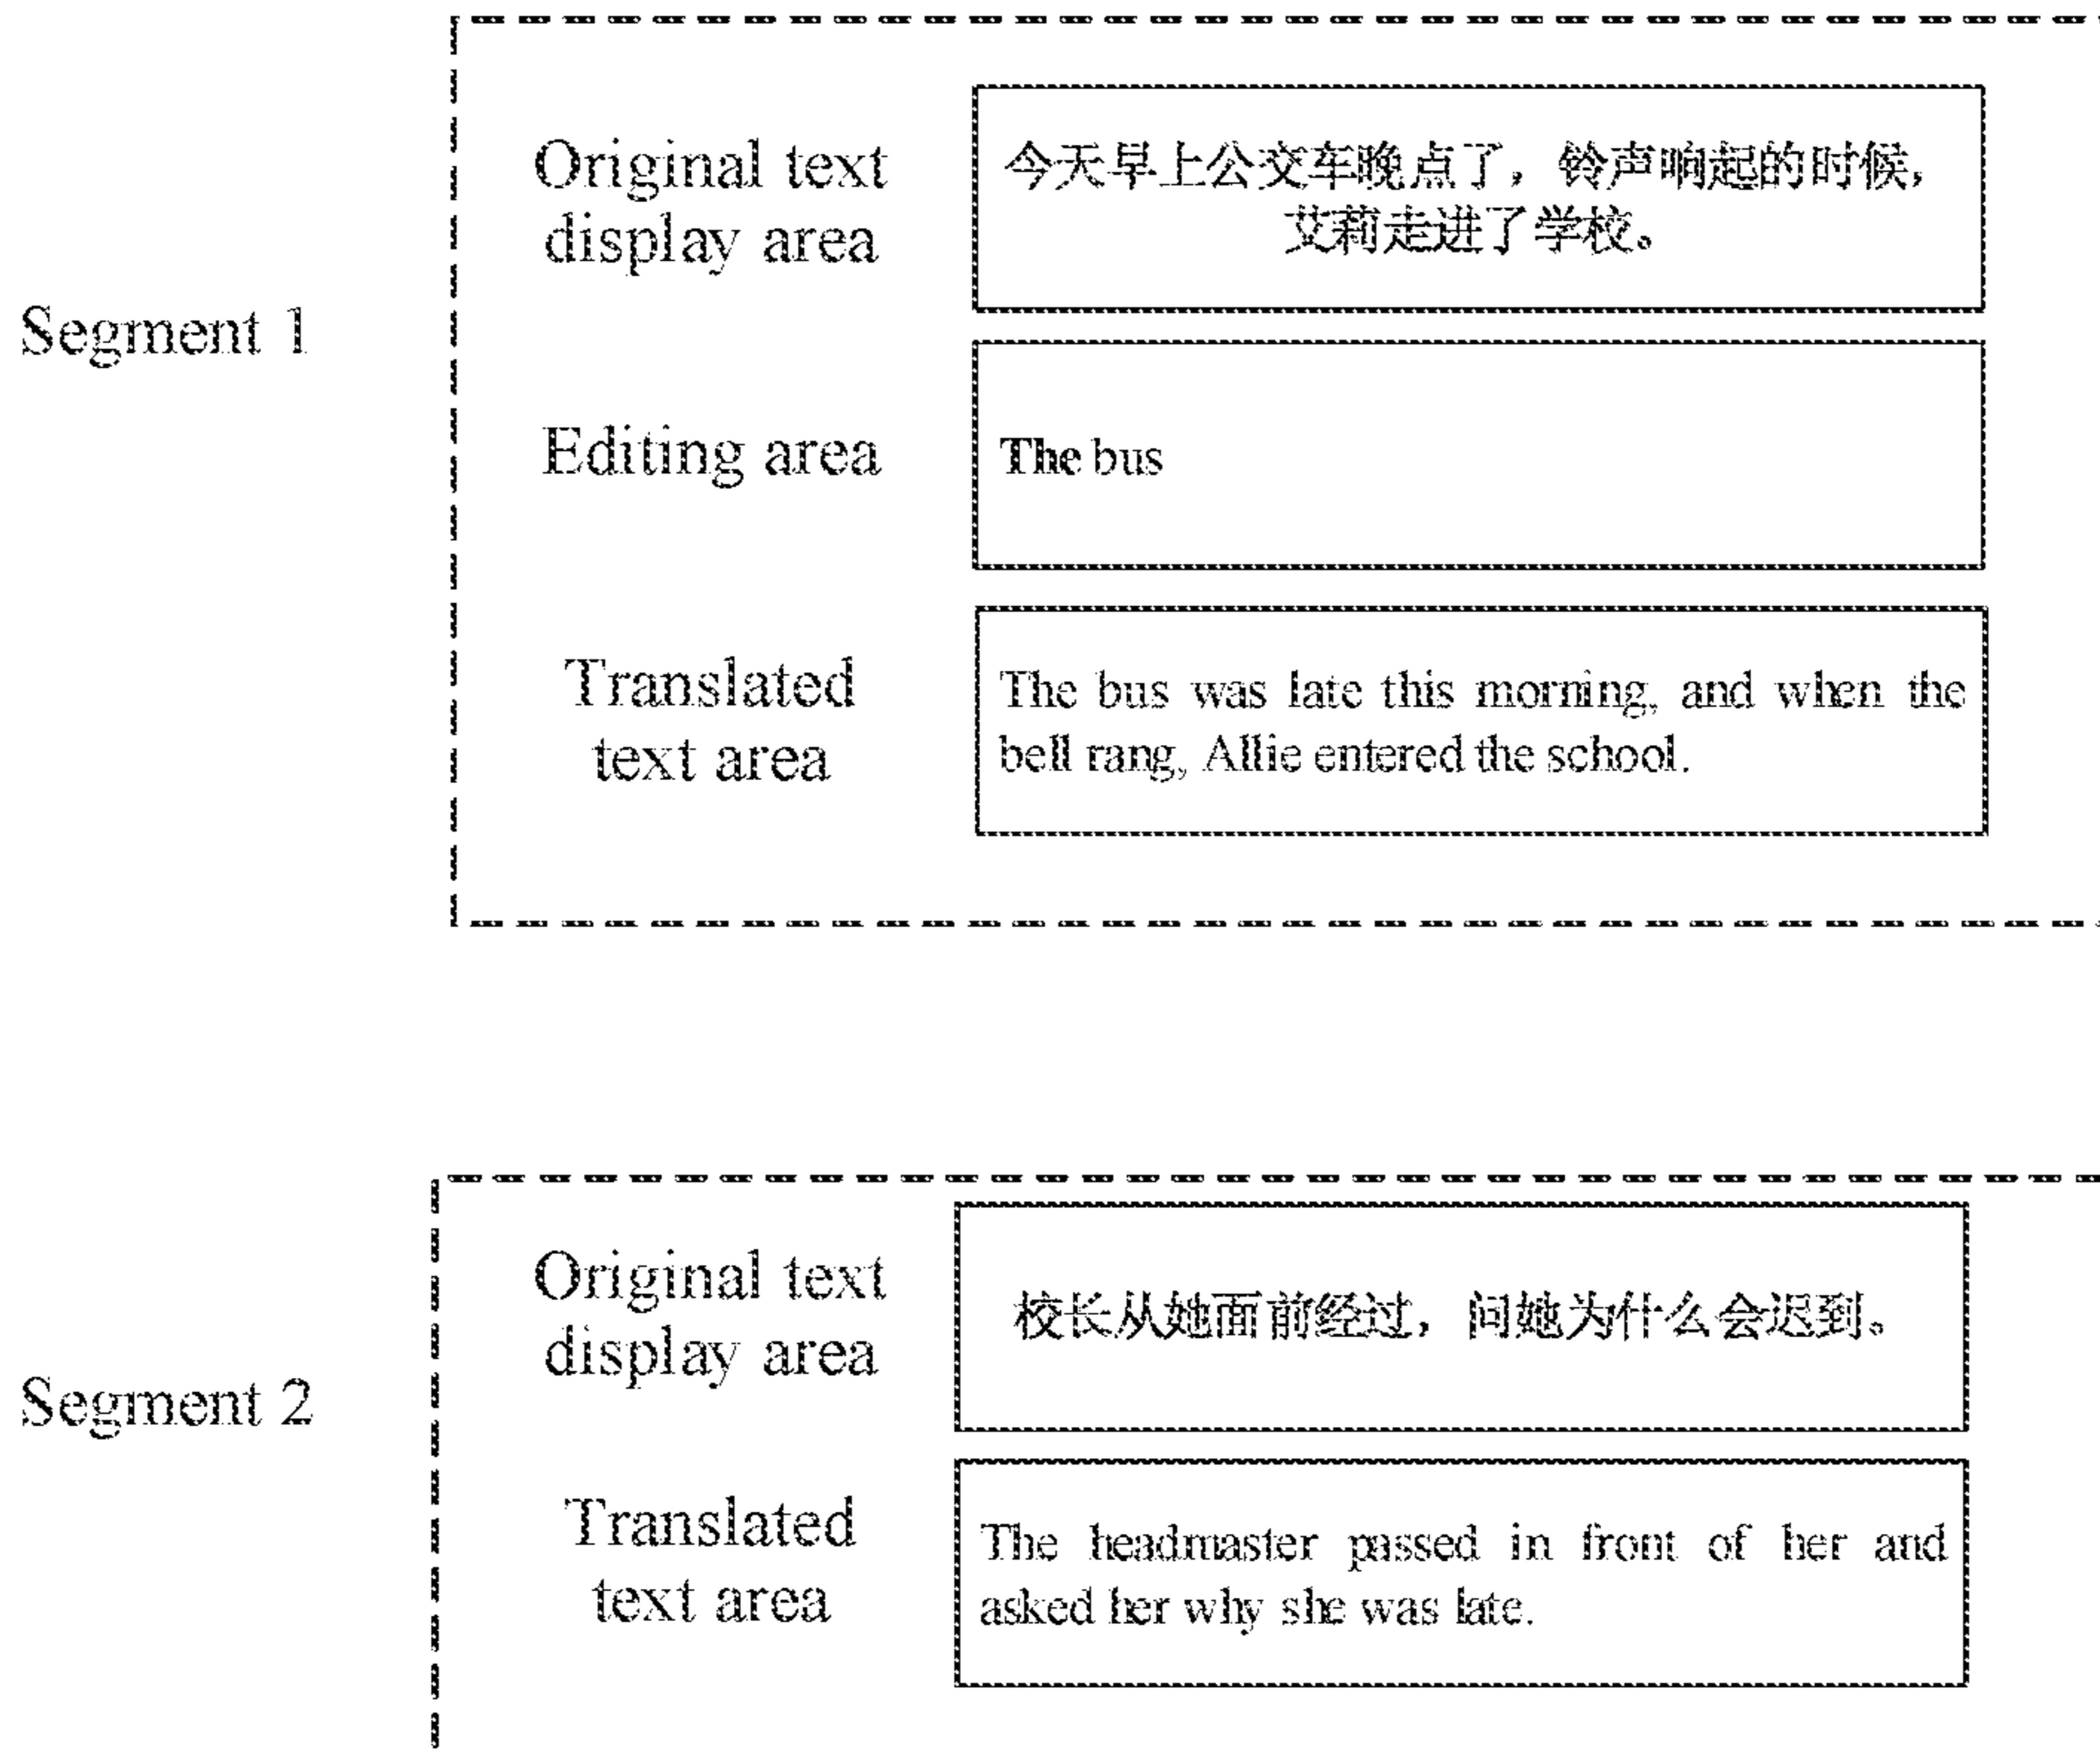 Segment 1
Original text
display area
今天早上公交车晚点了，铃声响起的时候，
艾莉走进了学校。
Editing area
The bus
Translated
text area
The bus was late this morning, and when the
bell rang, Allie entered the school.
Segment 2
Original text
display area
校长从她面前经过，问她为什么会迟到。
Translated
text area
The headmaster passed in front of her and
asked her why she was late.